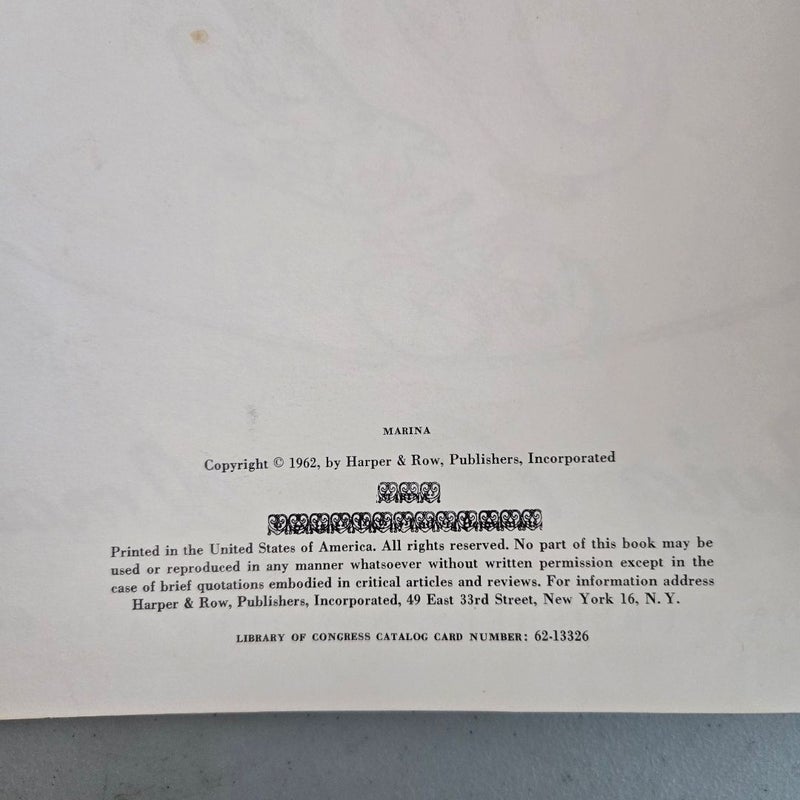 MARINA
Copyright © 1962, by Harper & Row, Publishers, Incorporated
Printed in the United States of America. All rights reserved. No part of this book may be
used or reproduced in any manner whatsoever without written permission except in the
case of brief quotations embodied in critical articles and reviews. For information address
Harper & Row, Publishers, Incorporated, 49 East 33rd Street, New York 16, N. Y.
LIBRARY OF CONGRESS CATALOG CARD NUMBER: 62-13326